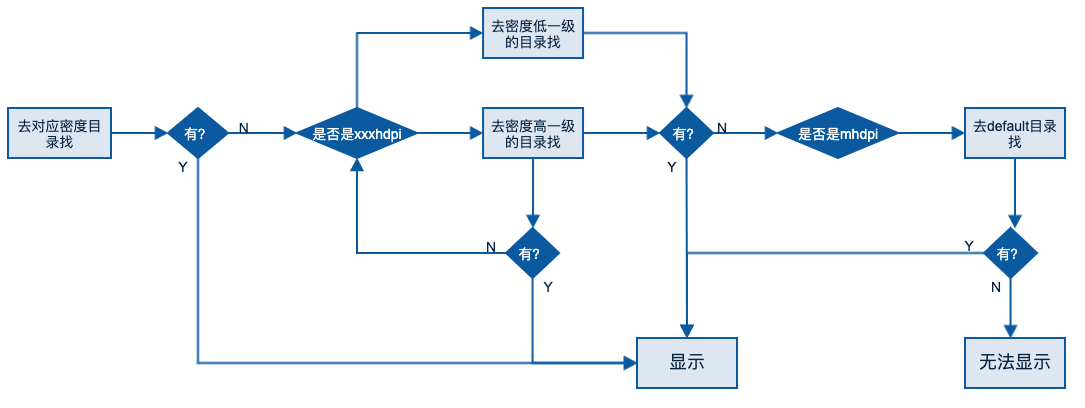 去密度低一级
的目录找
去对应密度目
录找
有?
N
Y
是否是xxxhdpi
去密度高一级
的目录找
有?
N
Y
是否是mhdpi
去default目录
找
N
有?
Y
Y
有?
N
显示
无法显示